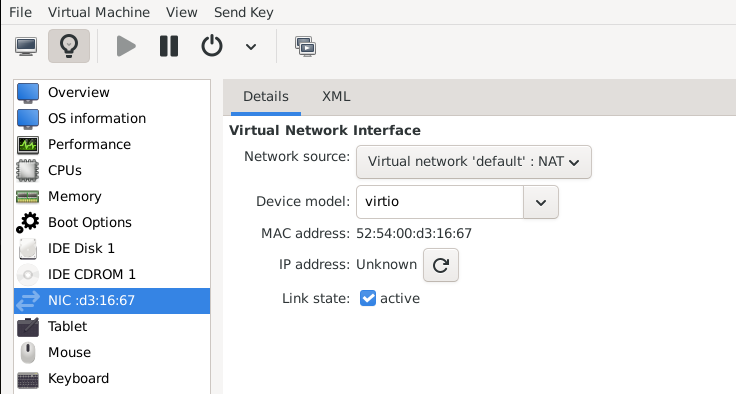 File Virtual Machine View Send Key
Overview
OS information
Performance
CPUs
Memory
Boot Options
IDE Disk 1
IDE CDROM 1
NIC :d3:16:67
Tablet
Mouse
Keyboard
Details XML
Virtual Network Interface
Network source: Virtual network 'default' : NAT
Device model: virtio
MAC address: 52:54:00:d3:16:67
IP address: Unknown
Link state: active